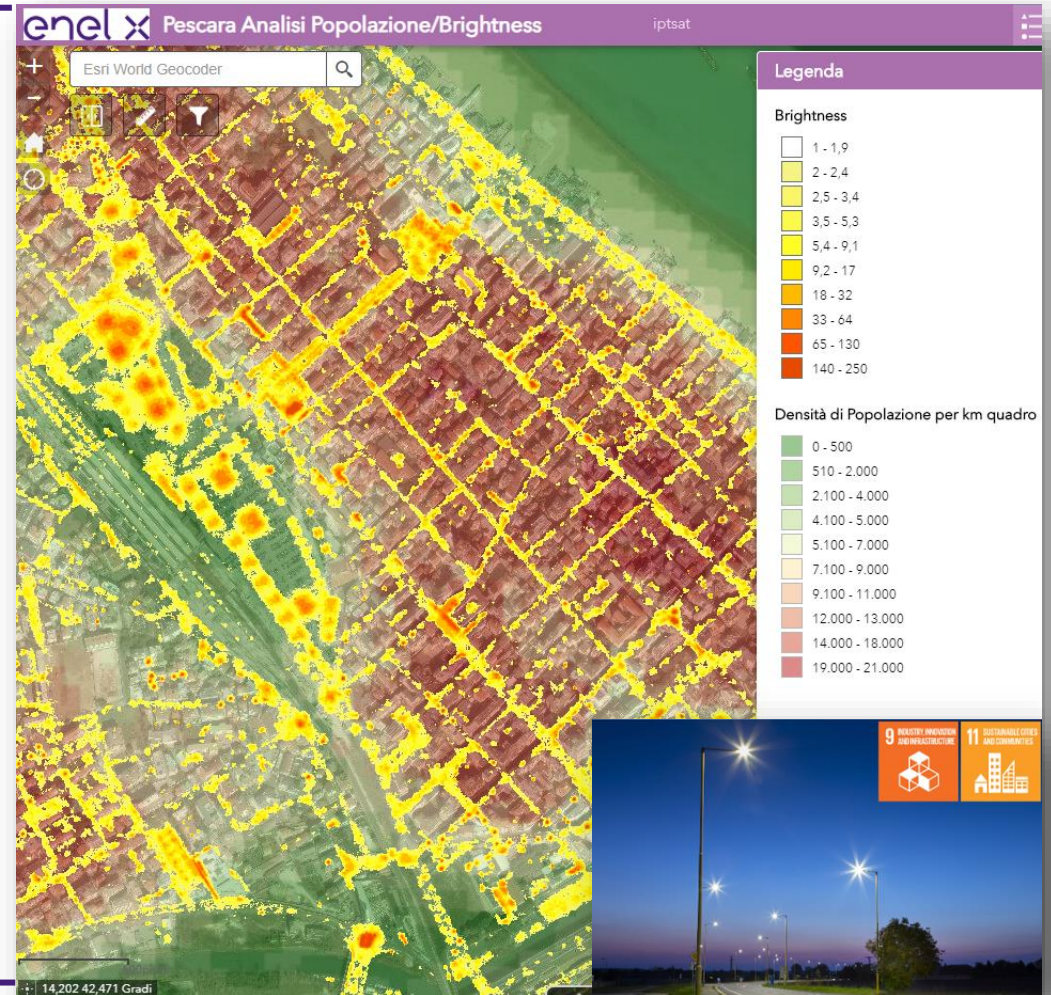 enel x Pescara Analisi Popolazione/Brightness iptsat
Esri World Geocoder
Legenda
Brightness
1 - 1,9
2 - 2,4
2,5 - 3,4
3,5 - 5,3
5,4 - 9,1
9,2 - 17
18 - 32
33 - 64
65 - 130
140 - 250
Densità di Popolazione per km quadro
0 - 500
510 - 2.000
2.100 - 4.000
4.100 - 5.000
5.100 - 7.000
7.100 - 9.000
9.100 - 11.000
12.000 - 13.000
14.000 - 18.000
19.000 - 21.000
9 INDUSTRY, INNOVATION
AND INFRASTRUCTURE
11 SUSTAINABLE CITIES
AND COMMUNITIES
14,202 42,471 Gradi